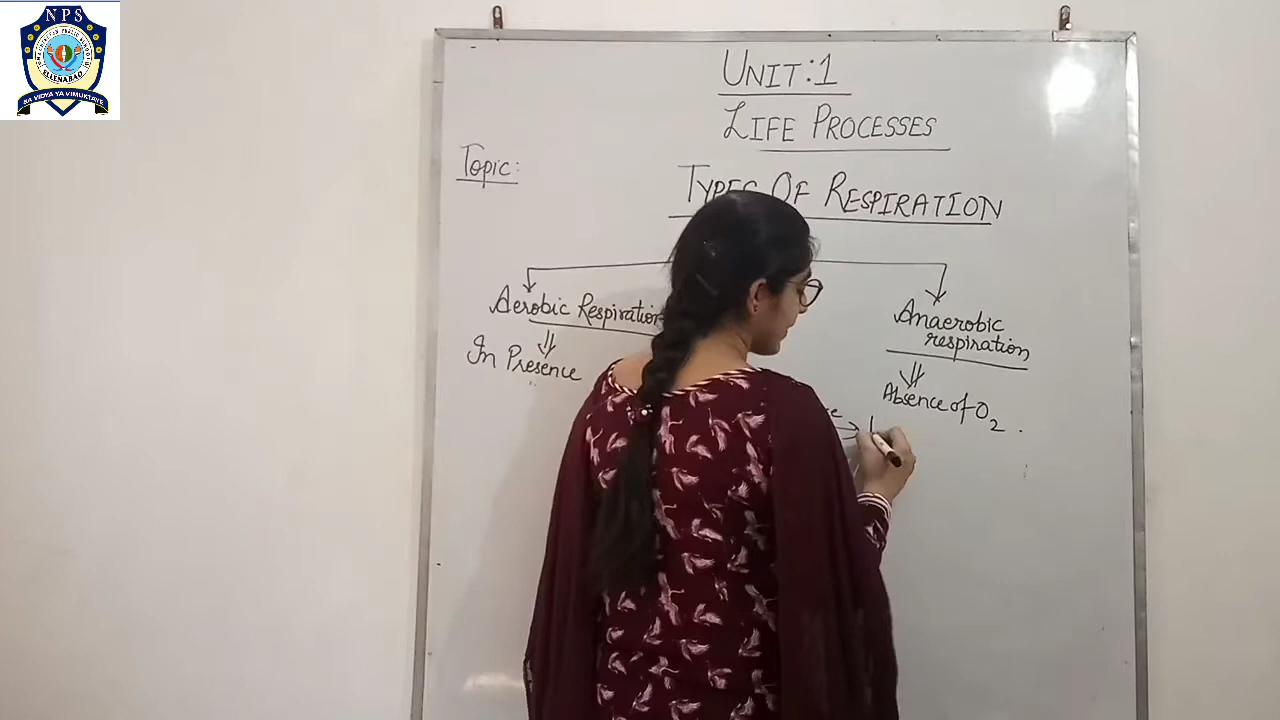 NPS
ELLENABAD
SA VIDYA YA VIMUKTAYE
UNIT:1
LIFE PROCESSES
Topic:
TYPES OF RESPIRATION
Aerobic Respiration
In Presence
Anaerobic
respiration
Absence of O₂.